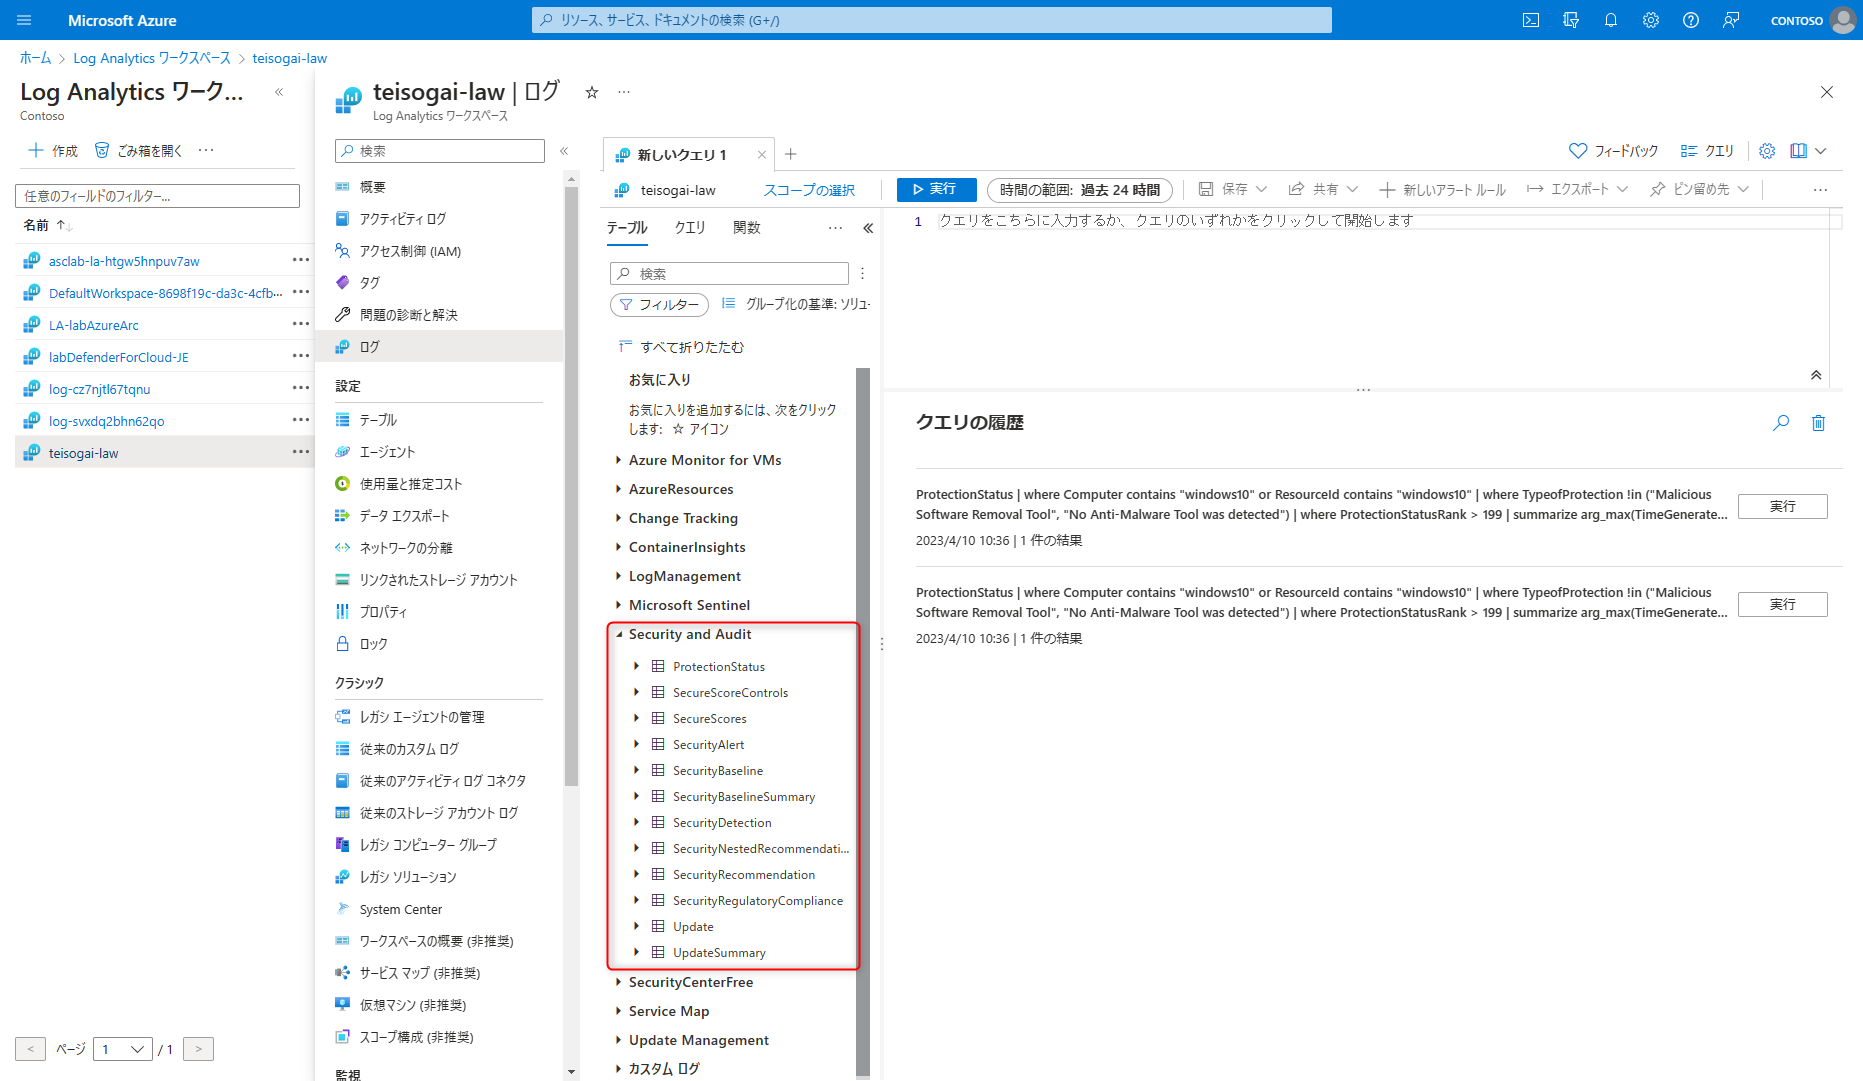 Microsoft Azure
リソース、サービス、ドキュメントの検索 (G+/)
CONTOSO
ホーム > Log Analytics ワークスペース > teisogai-law
Log Analytics ワーク...
Contoso
作成
ごみ箱を開く
任意のフィールドのフィルター...
名前
asclab-la-htgw5hnpuv7aw
DefaultWorkspace-8698f19c-da3c-4cfb-...
LA-labAzureArc
labDefenderForCloud-JE
log-cz7njtl67tqnu
log-svxdq2bhn62qo
teisogai-law
< ページ 1 / 1 >
teisogai-law | ログ
Log Analytics ワークスペース
検索
概要
アクティビティ ログ
アクセス制御 (IAM)
タグ
問題の診断と解決
ログ
設定
テーブル
エージェント
使用量と推定コスト
データ エクスポート
ネットワークの分離
リンクされたストレージ アカウント
プロパティ
ロック
クラシック
レガシ エージェントの管理
従来のカスタム ログ
従来のアクティビティ ログ コネクタ
従来のストレージ アカウント ログ
レガシ コンピューター グループ
レガシ ソリューション
System Center
ワークスペースの概要 (非推奨)
サービス マップ (非推奨)
仮想マシン (非推奨)
スコープ構成 (非推奨)
監視
新しいクエリ 1
フィードバック
クエリ
teisogai-law
スコープの選択
実行
時間の範囲: 過去 24 時間
保存
共有
新しいアラート ルール
エクスポート
ピン留め先
テーブル
クエリ
関数
検索
フィルター
グループ化の基準: ソリュー
すべて折りたたむ
お気に入り
お気に入りを追加するには、次をクリック
します: ☆ アイコン
Azure Monitor for VMs
AzureResources
Change Tracking
ContainerInsights
LogManagement
Microsoft Sentinel
Security and Audit
ProtectionStatus
SecureScoreControls
SecureScores
SecurityAlert
SecurityBaseline
SecurityBaselineSummary
SecurityDetection
SecurityNestedRecommendati...
SecurityRecommendation
SecurityRegulatoryCompliance
Update
UpdateSummary
SecurityCenterFree
Service Map
Update Management
カスタム ログ
1 クエリをこちらに入力するか、クエリのいずれかをクリックして開始します
クエリの履歴
ProtectionStatus | where Computer contains "windows10" or ResourceId contains "windows10" | where TypeofProtection !in ("Malicious
Software Removal Tool", "No Anti-Malware Tool was detected") | where ProtectionStatusRank > 199 | summarize arg_max(TimeGenerate...
実行
2023/4/10 10:36 | 1 件の結果
ProtectionStatus | where Computer contains "windows10" or ResourceId contains "windows10" | where TypeofProtection !in ("Malicious
Software Removal Tool", "No Anti-Malware Tool was detected") | where ProtectionStatusRank > 199 | summarize arg_max(TimeGenerate...
実行
2023/4/10 10:36 | 1 件の結果